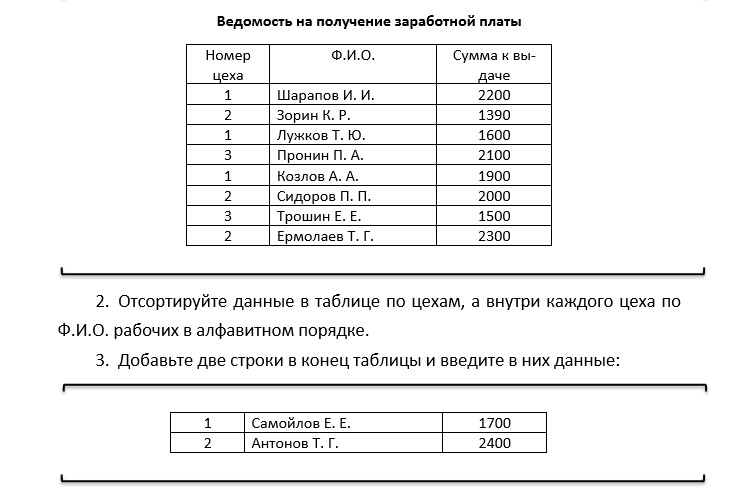 Ведомость на получение заработной платы
Номер цеха Ф.И.О. Сумма к вы-
даче
1 Шарапов И. И. 2200
2 Зорин К. Р. 1390
1 Лужков Т. Ю. 1600
3 Пронин П. А. 2100
1 Козлов А. А. 1900
2 Сидоров П. П. 2000
3 Трошин Е. Е. 1500
2 Ермолаев Т. Г. 2300
2. Отсортируйте данные в таблице по цехам, а внутри каждого цеха по
Ф.И.О. рабочих в алфавитном порядке.
3. Добавьте две строки в конец таблицы и введите в них данные:
1 Самойлов Е. Е. 1700
2 Антонов Т. Г. 2400